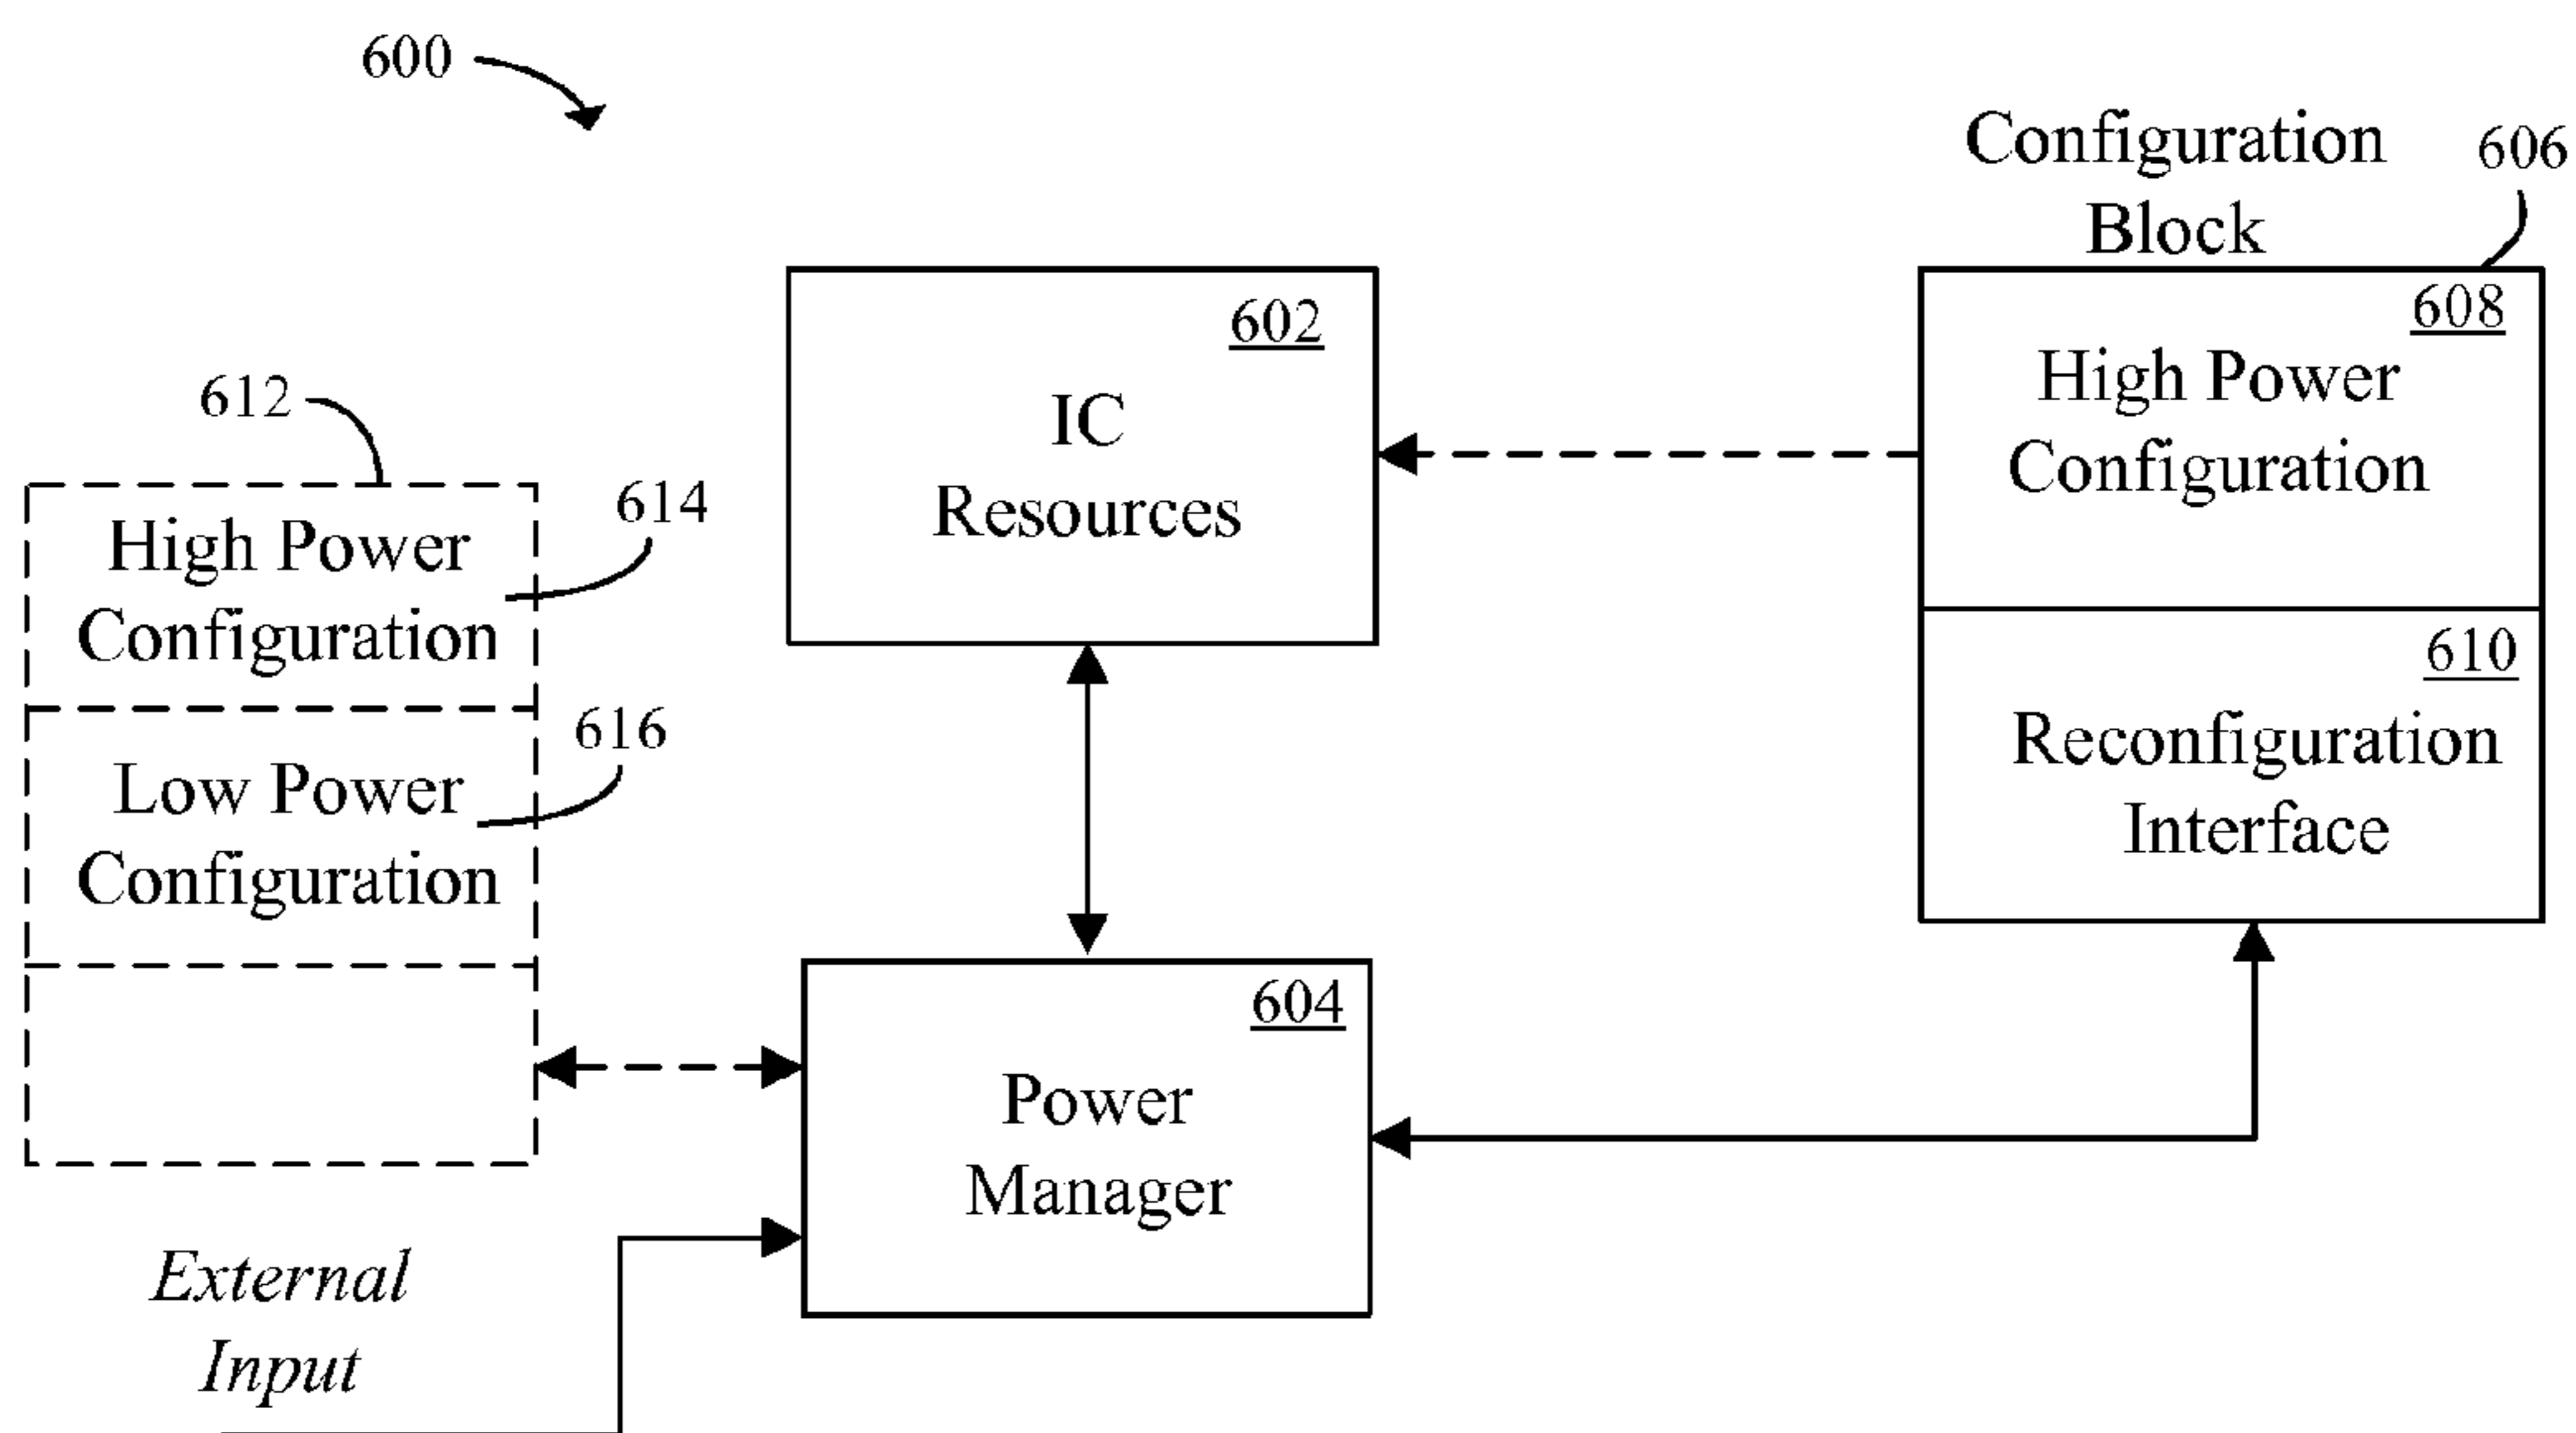 600
Configuration
Block
606
602
IC
Resources
608
High Power
Configuration
612
High Power
Configuration
614
Low Power
Configuration
616
610
Reconfiguration
Interface
604
Power
Manager
External
Input